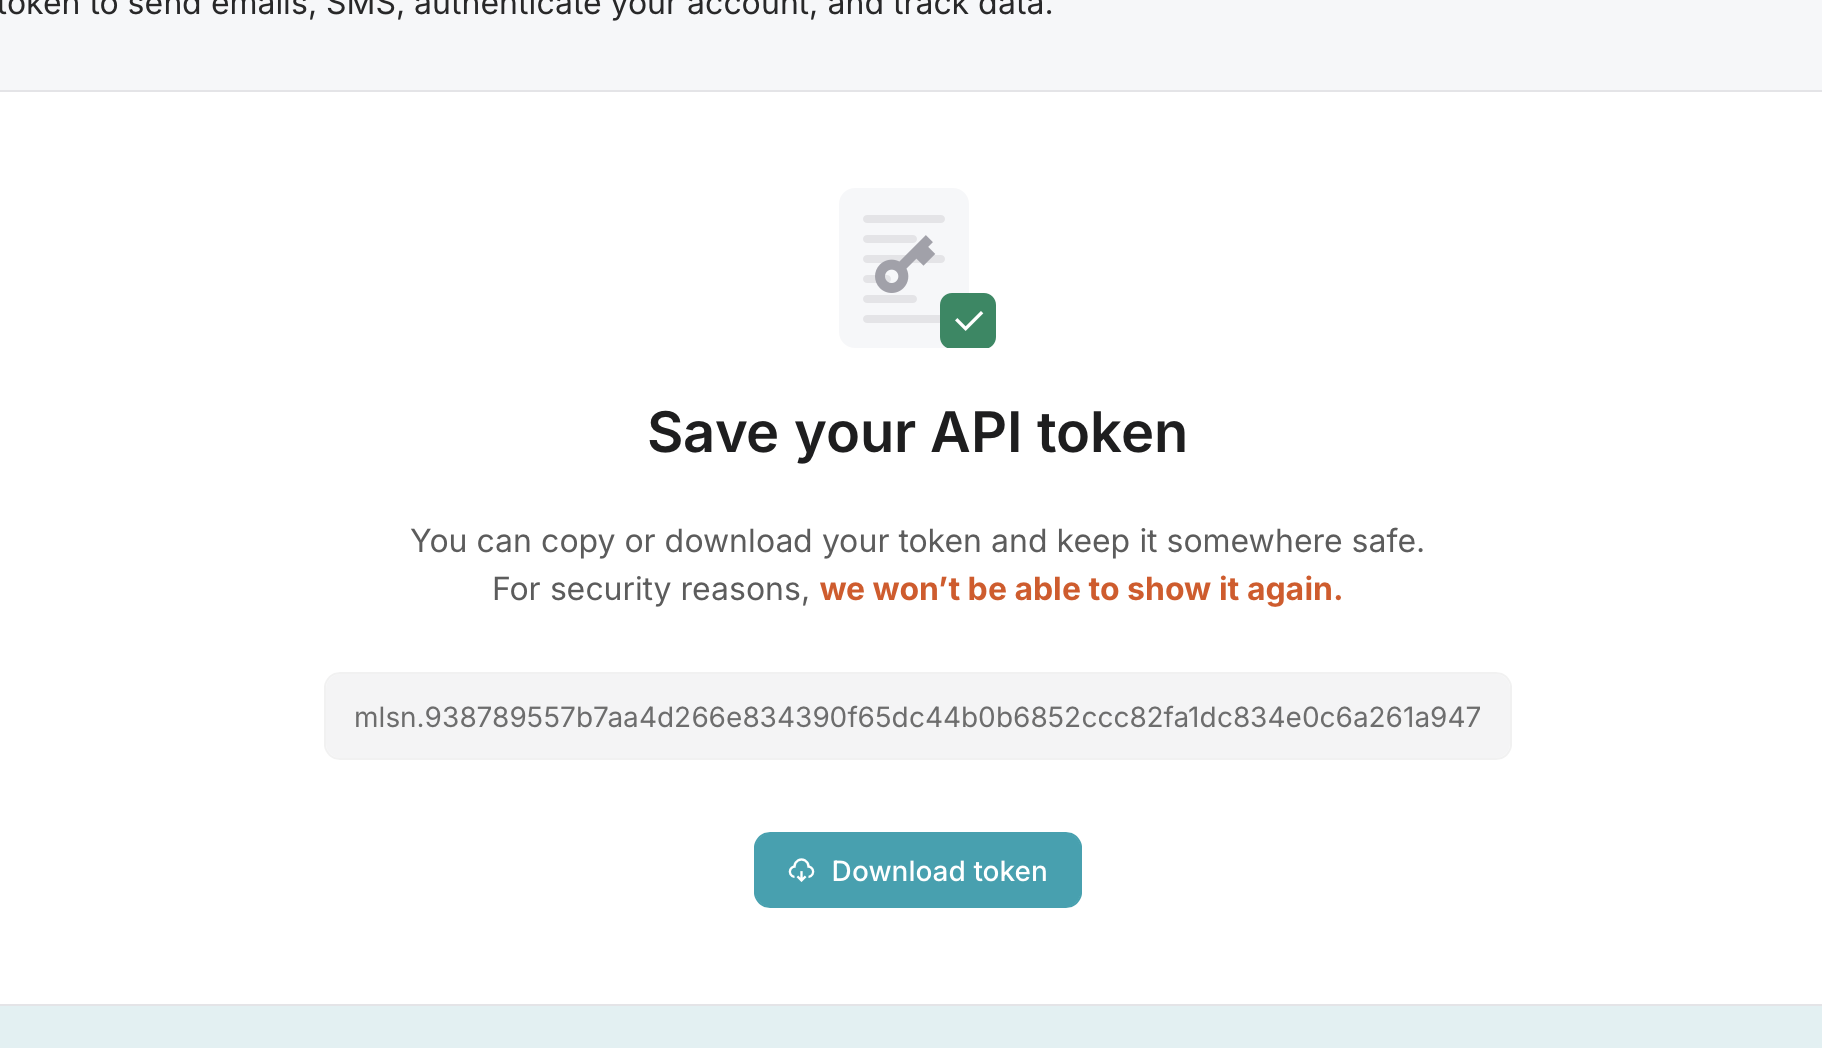 token to send emails, SMS, authenticate your account, and track data.
Save your API token
You can copy or download your token and keep it somewhere safe.
For security reasons, we won’t be able to show it again.
mlsn.938789557b7aa4d266e834390f65dc44b0b6852ccc82fa1dc834e0c6a261a947
Download token